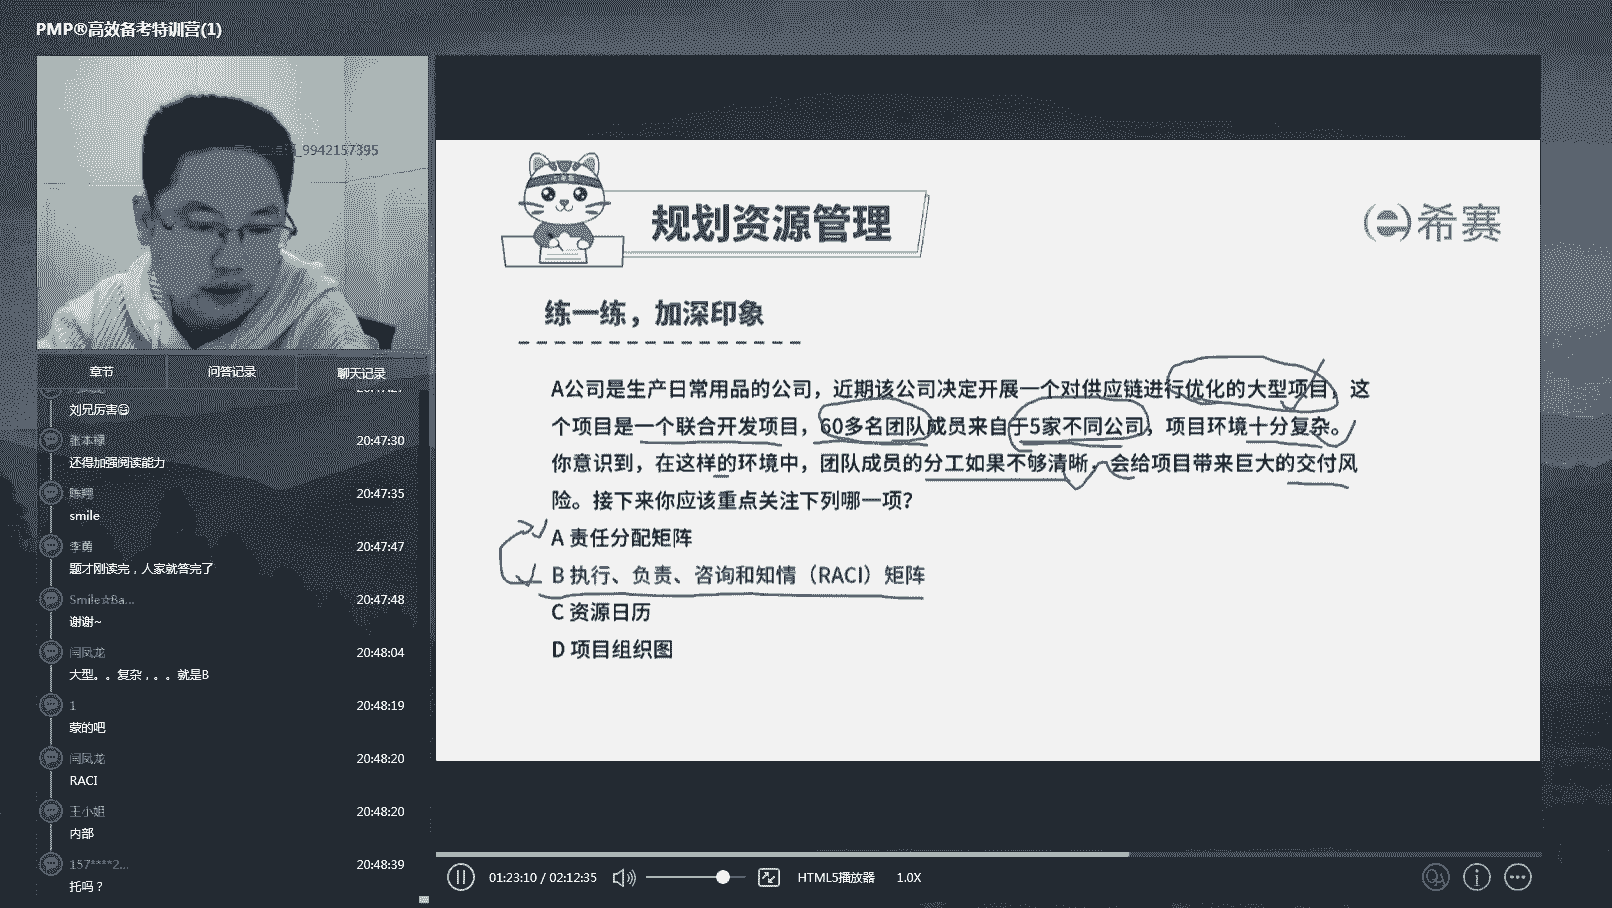 PMP®高效备考特训营(1)
_9942157395
章节
问答记录
聊天记录
刘兄厉害
张本禄
20:47:30
还得加强阅读能力
陈翔
20:47:35
smile
李勇
20:47:47
题才刚读完，人家就答完了
Smile☆Ba...
20:47:48
谢谢~
闫凤龙
20:48:04
大型。。复杂，。。就是B
1
20:48:19
蒙的吧
闫凤龙
20:48:20
RACI
王小姐
20:48:20
内部
157****2...
20:48:39
托吗？
规划资源管理
希赛
练一练，加深印象
A公司是生产日常用品的公司，近期该公司决定开展一个对供应链进行优化的大型项目，这
个项目是一个联合开发项目，60多名团队成员来自于5家不同公司，项目环境十分复杂。
你意识到，在这样的环境中，团队成员的分工如果不够清晰，会给项目带来巨大的交付风
险。接下来你应该重点关注下列哪一项？
A 责任分配矩阵
B 执行、负责、咨询和知情（RACI）矩阵
C 资源日历
D 项目组织图
01:23:10 / 02:12:35
HTML5播放器
1.0X